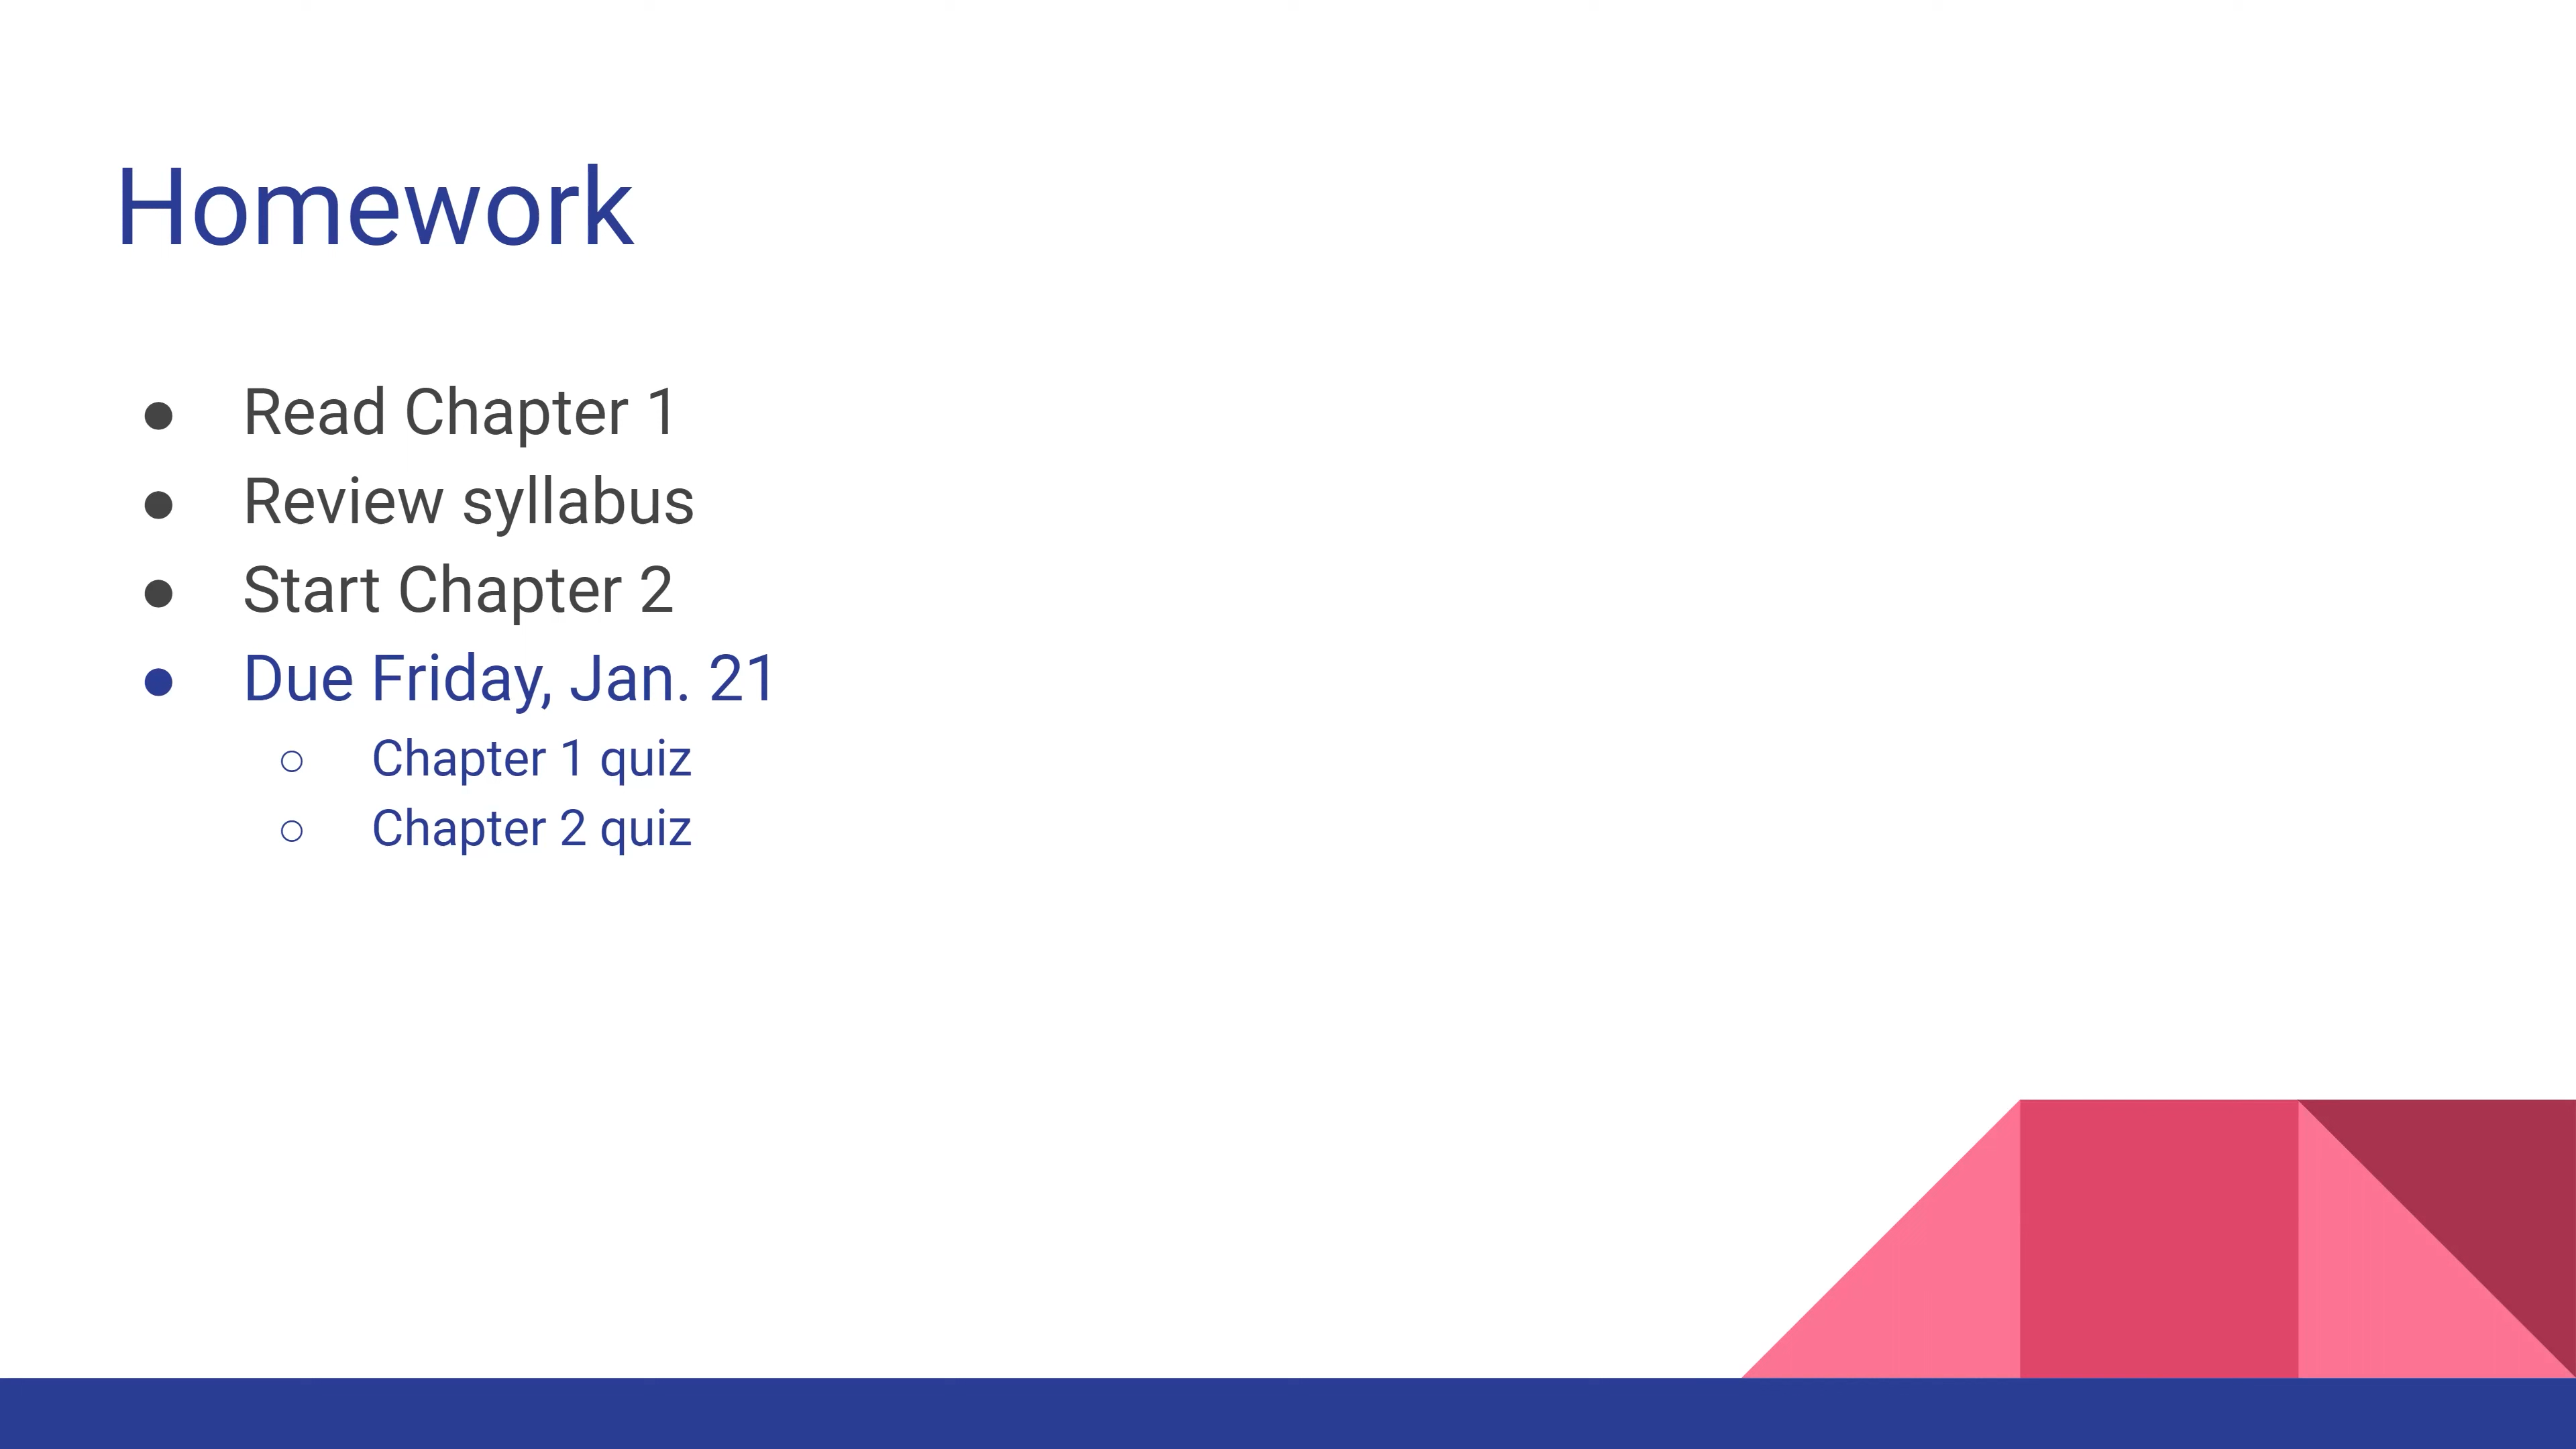 Homework
● Read Chapter 1
● Review syllabus
● Start Chapter 2
● Due Friday, Jan. 21
○ Chapter 1 quiz
○ Chapter 2 quiz